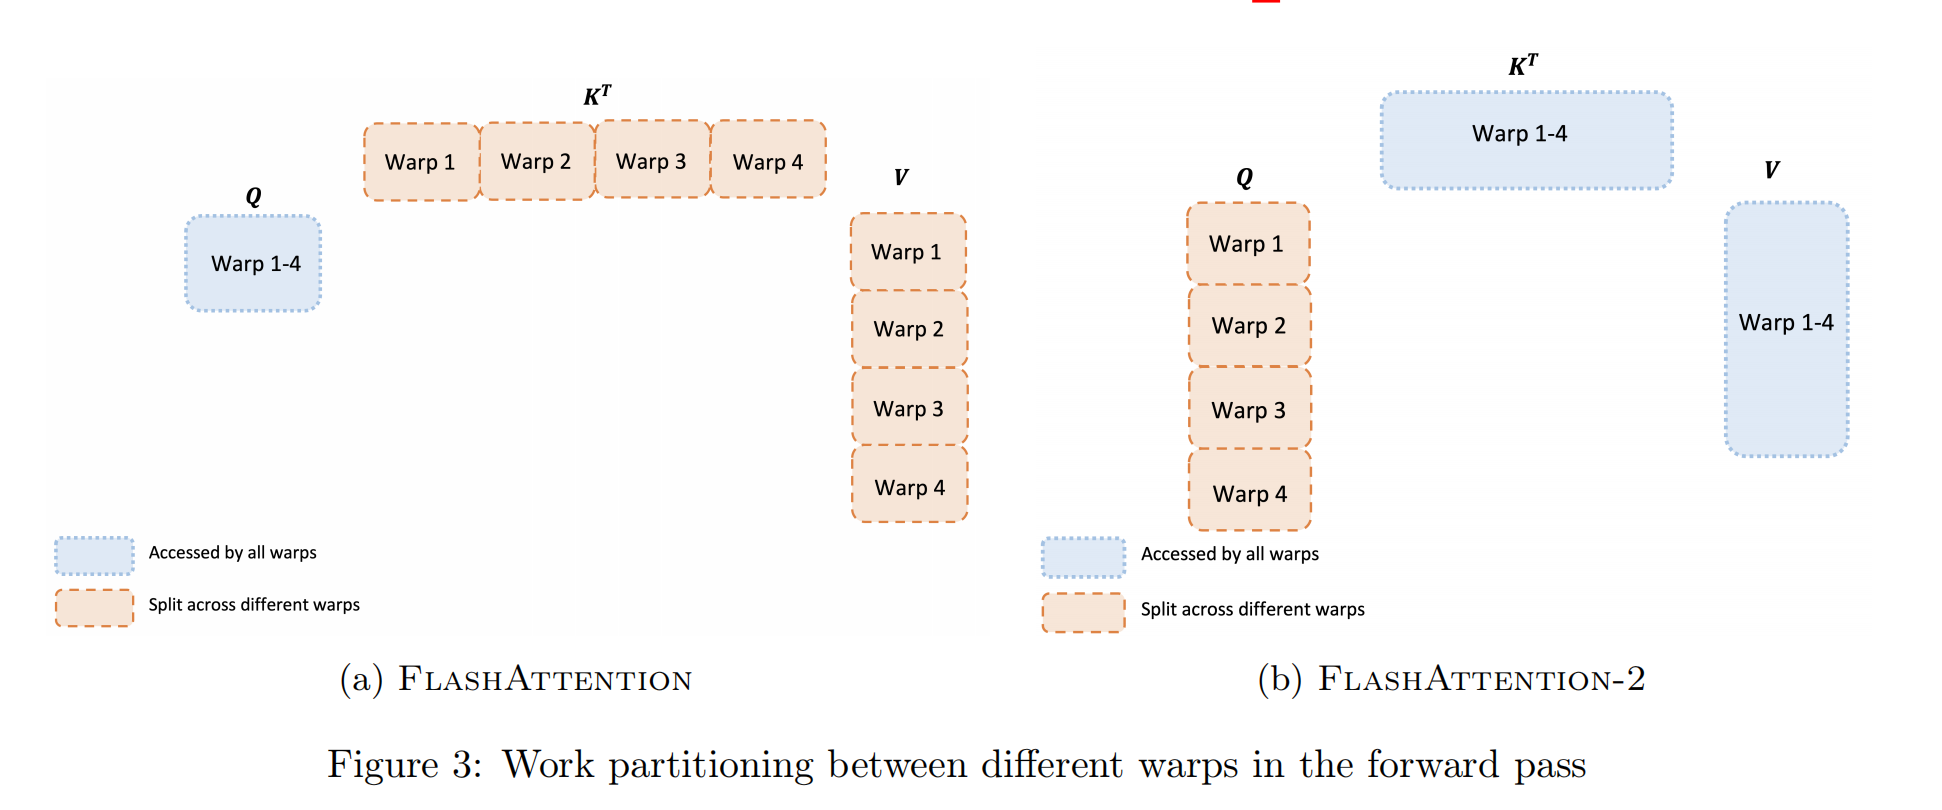 K^T
Warp 1 Warp 2 Warp 3 Warp 4
Q
Warp 1-4
V
Warp 1
Warp 2
Warp 3
Warp 4
Accessed by all warps
Split across different warps
(a) FLASHATTENTION
K^T
Warp 1-4
Q
Warp 1
Warp 2
Warp 3
Warp 4
V
Warp 1-4
Accessed by all warps
Split across different warps
(b) FLASHATTENTION-2
Figure 3: Work partitioning between different warps in the forward pass